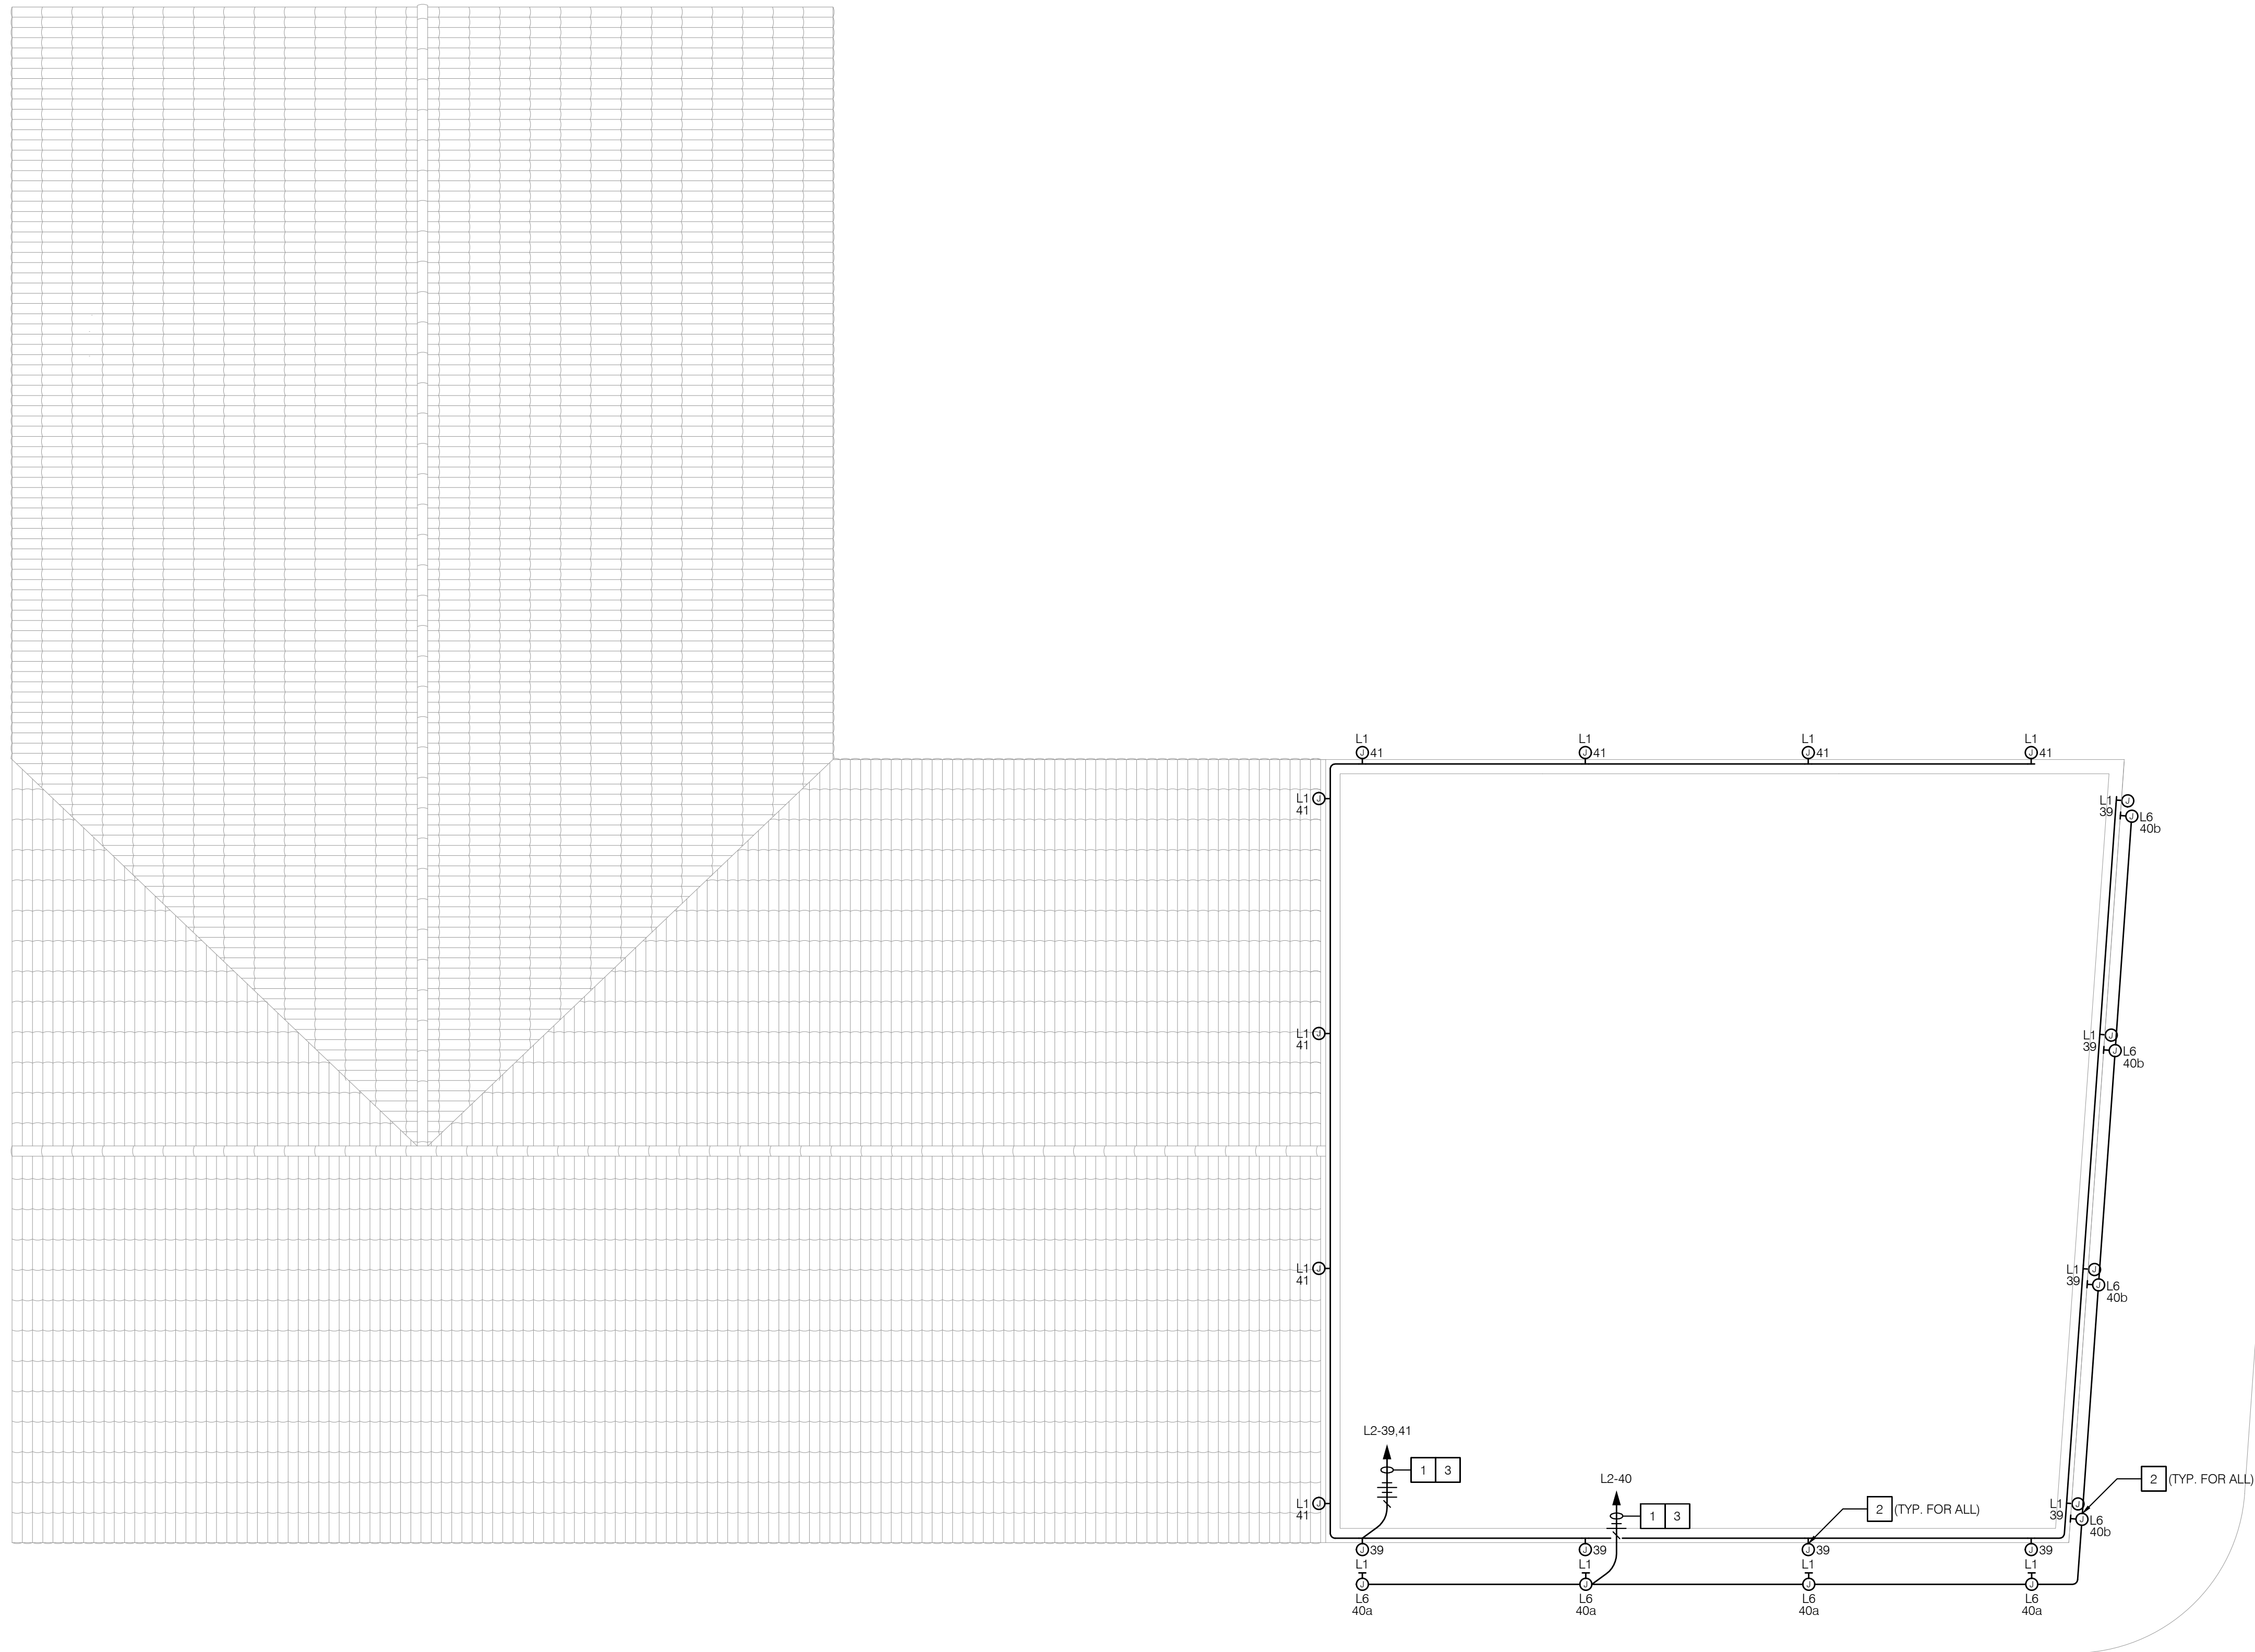 L1 L1 L1 L1
41 41 41 41
L1
41
L1
39
L6
40b
L1
41
L1
39
L6
40b
L1
41
L1
39
L6
40b
L2-39,41
1 3
L2-40
1 3
2 (TYP. FOR ALL)
2 (TYP. FOR ALL)
L1
41
L1
39
L6
40b
39 39 39 39
L1 L1 L1 L1
L6 L6 L6 L6
40a 40a 40a 40a